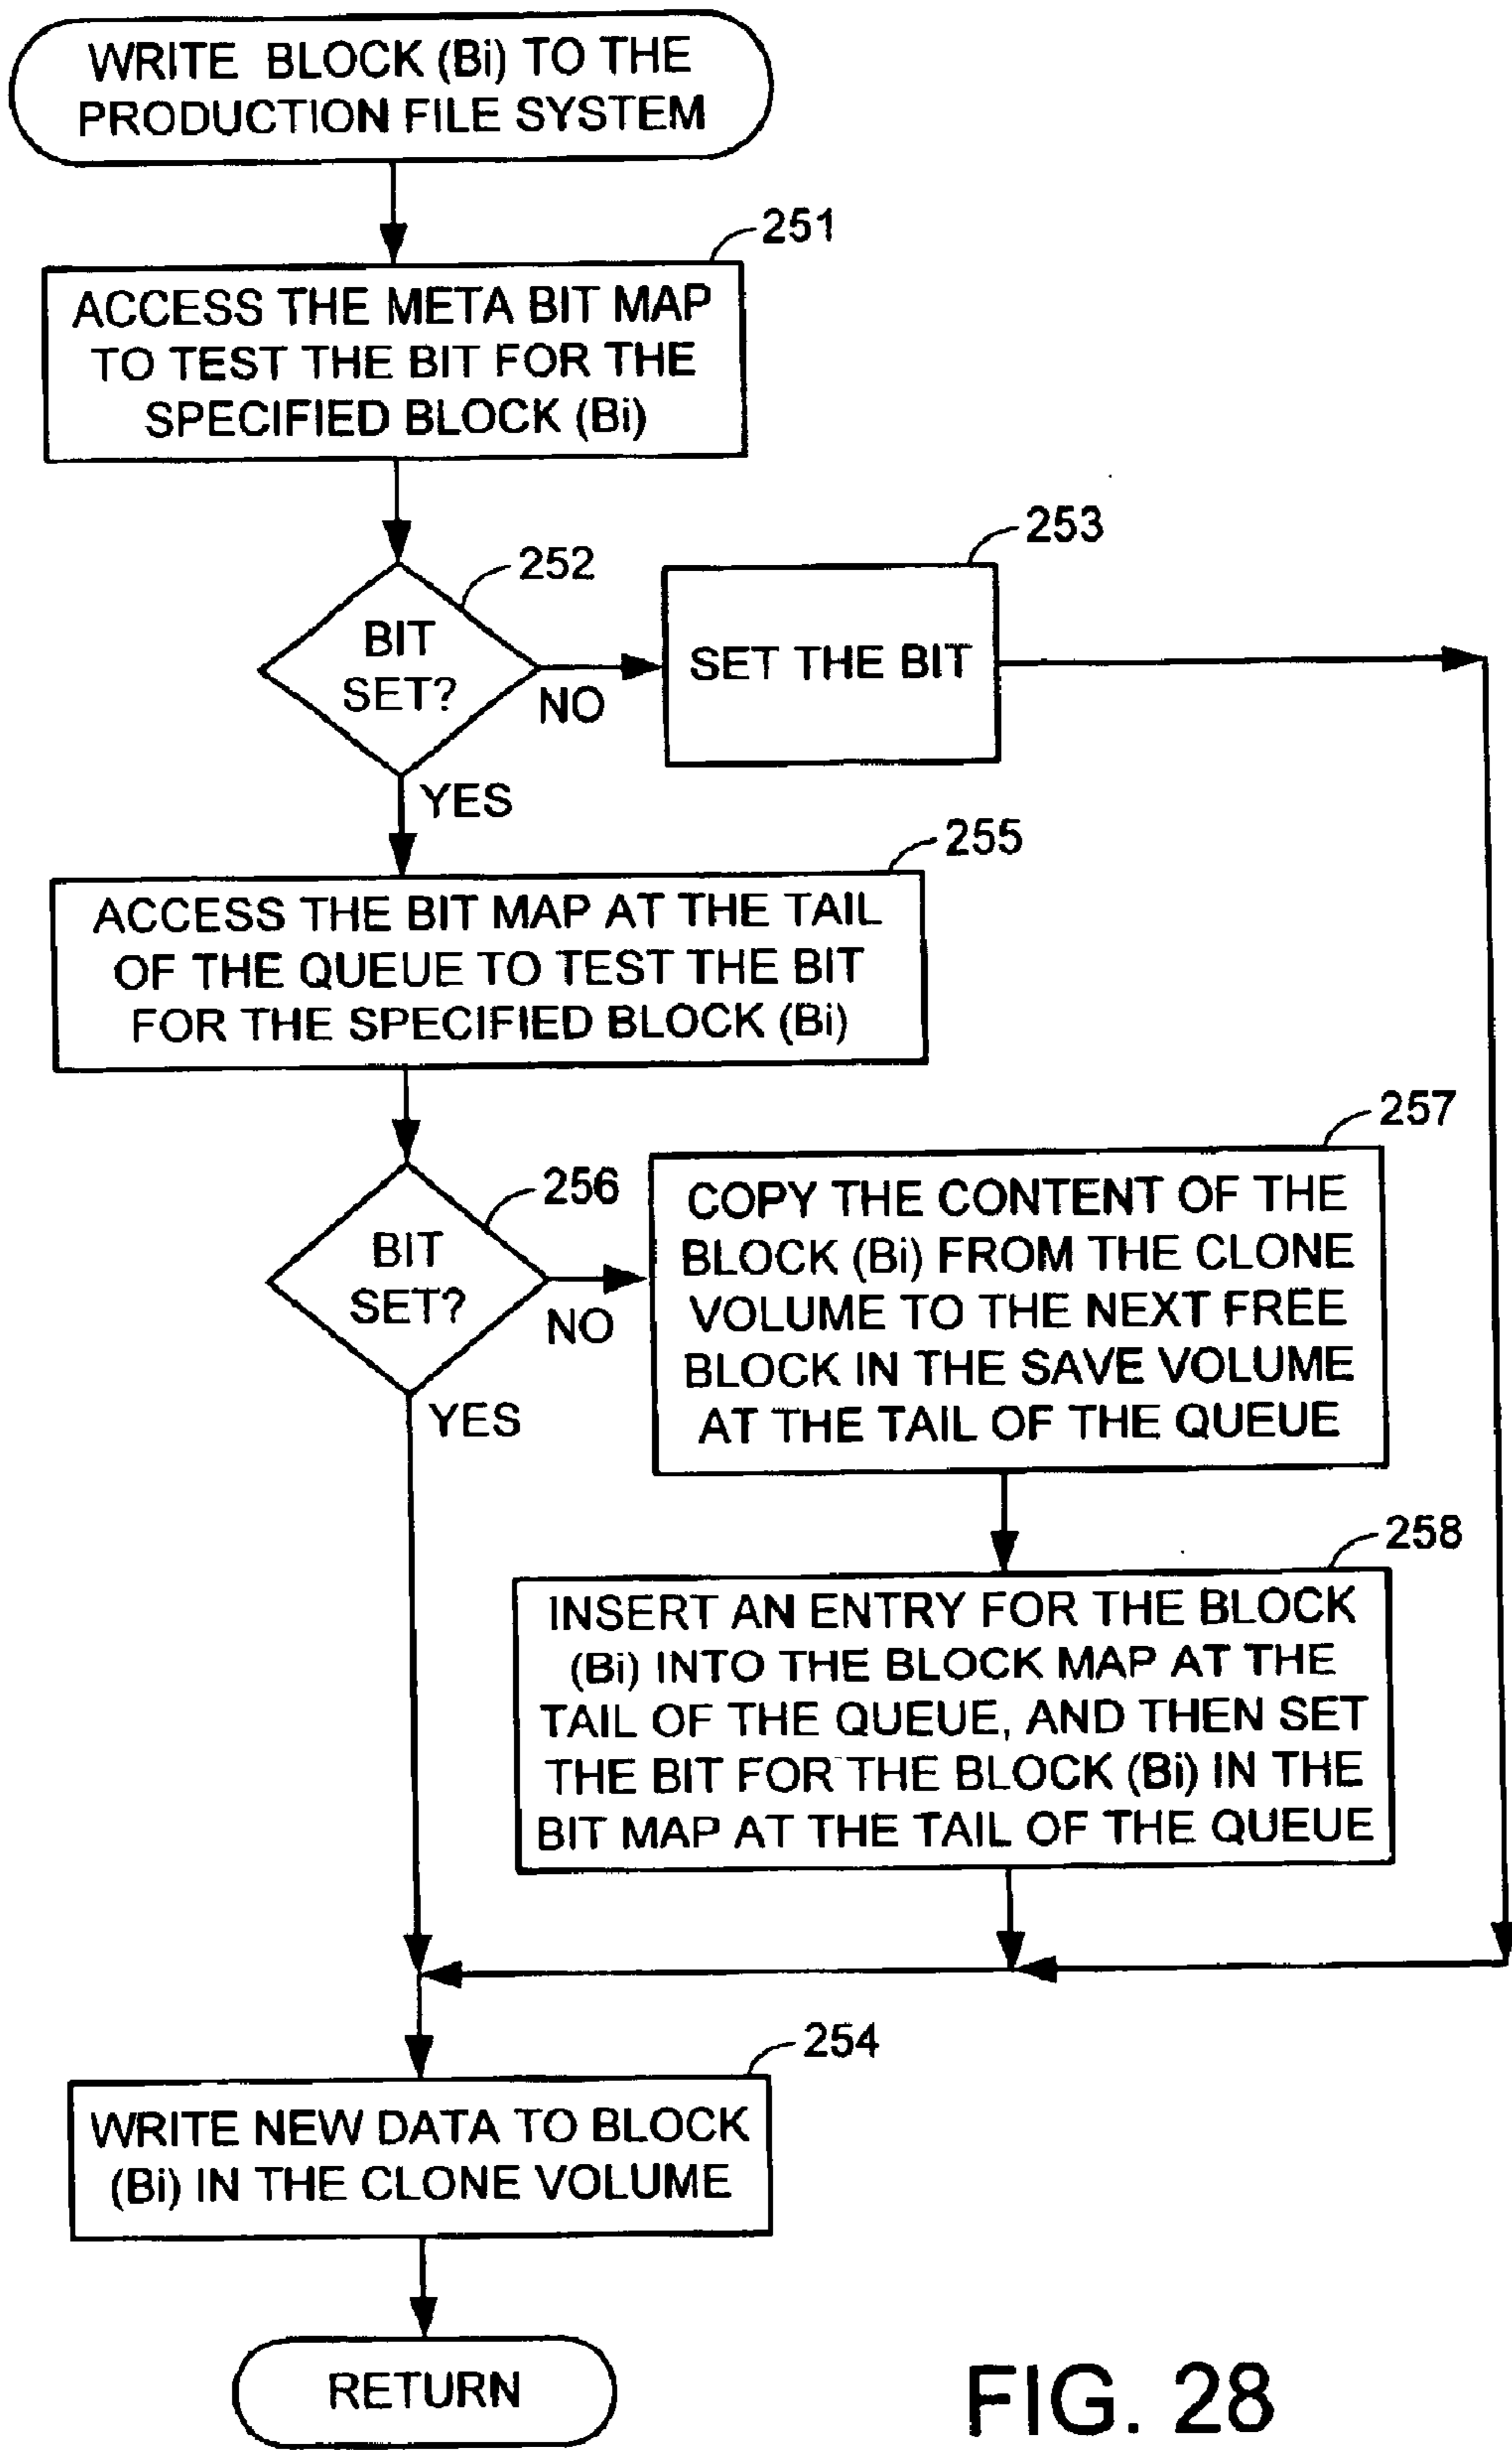 WRITE BLOCK (Bi) TO THE
PRODUCTION FILE SYSTEM
251
ACCESS THE META BIT MAP
TO TEST THE BIT FOR THE
SPECIFIED BLOCK (Bi)
252
BIT
SET?
NO
YES
253
SET THE BIT
255
ACCESS THE BIT MAP AT THE TAIL
OF THE QUEUE TO TEST THE BIT
FOR THE SPECIFIED BLOCK (Bi)
256
BIT
SET?
NO
YES
257
COPY THE CONTENT OF THE
BLOCK (Bi) FROM THE CLONE
VOLUME TO THE NEXT FREE
BLOCK IN THE SAVE VOLUME
AT THE TAIL OF THE QUEUE
258
INSERT AN ENTRY FOR THE BLOCK
(Bi) INTO THE BLOCK MAP AT THE
TAIL OF THE QUEUE, AND THEN SET
THE BIT FOR THE BLOCK (Bi) IN THE
BIT MAP AT THE TAIL OF THE QUEUE
254
WRITE NEW DATA TO BLOCK
(Bi) IN THE CLONE VOLUME
RETURN
FIG. 28